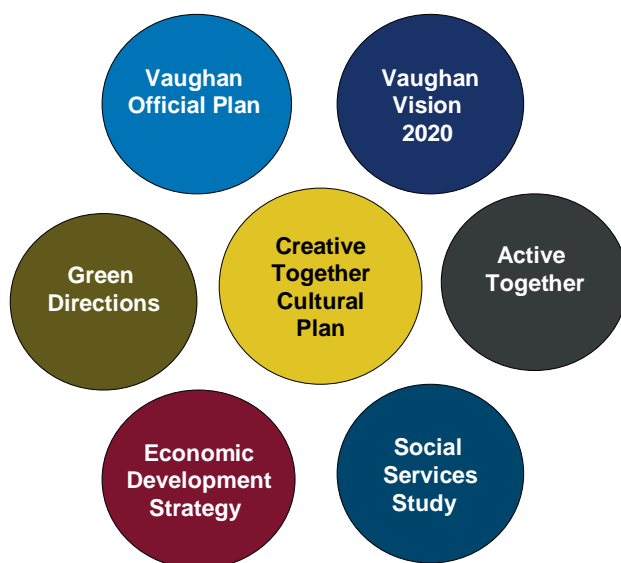 Vaughan
Official Plan
Vaughan
Vision
2020
Green
Directions
Creative
Together
Cultural
Plan
Active
Together
Economic
Development
Strategy
Social
Services
Study